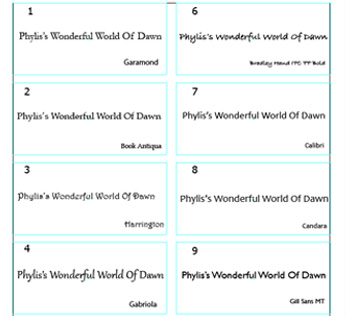 1
Phylis's Wonderful World Of Dawn
Garamond
2
Phylis's Wonderful World Of Dawn
Book Antiqua
3
Phylis's Wonderful World Of Dawn
Harrington
4
Phylis's Wonderful World Of Dawn
Gabriola
6
Phylis's Wonderful World Of Dawn
Bradley Hand ITC TT Bold
7
Phylis's Wonderful World Of Dawn
Calibri
8
Phylis's Wonderful World Of Dawn
Candara
9
Phylis's Wonderful World Of Dawn
Gill Sans MT